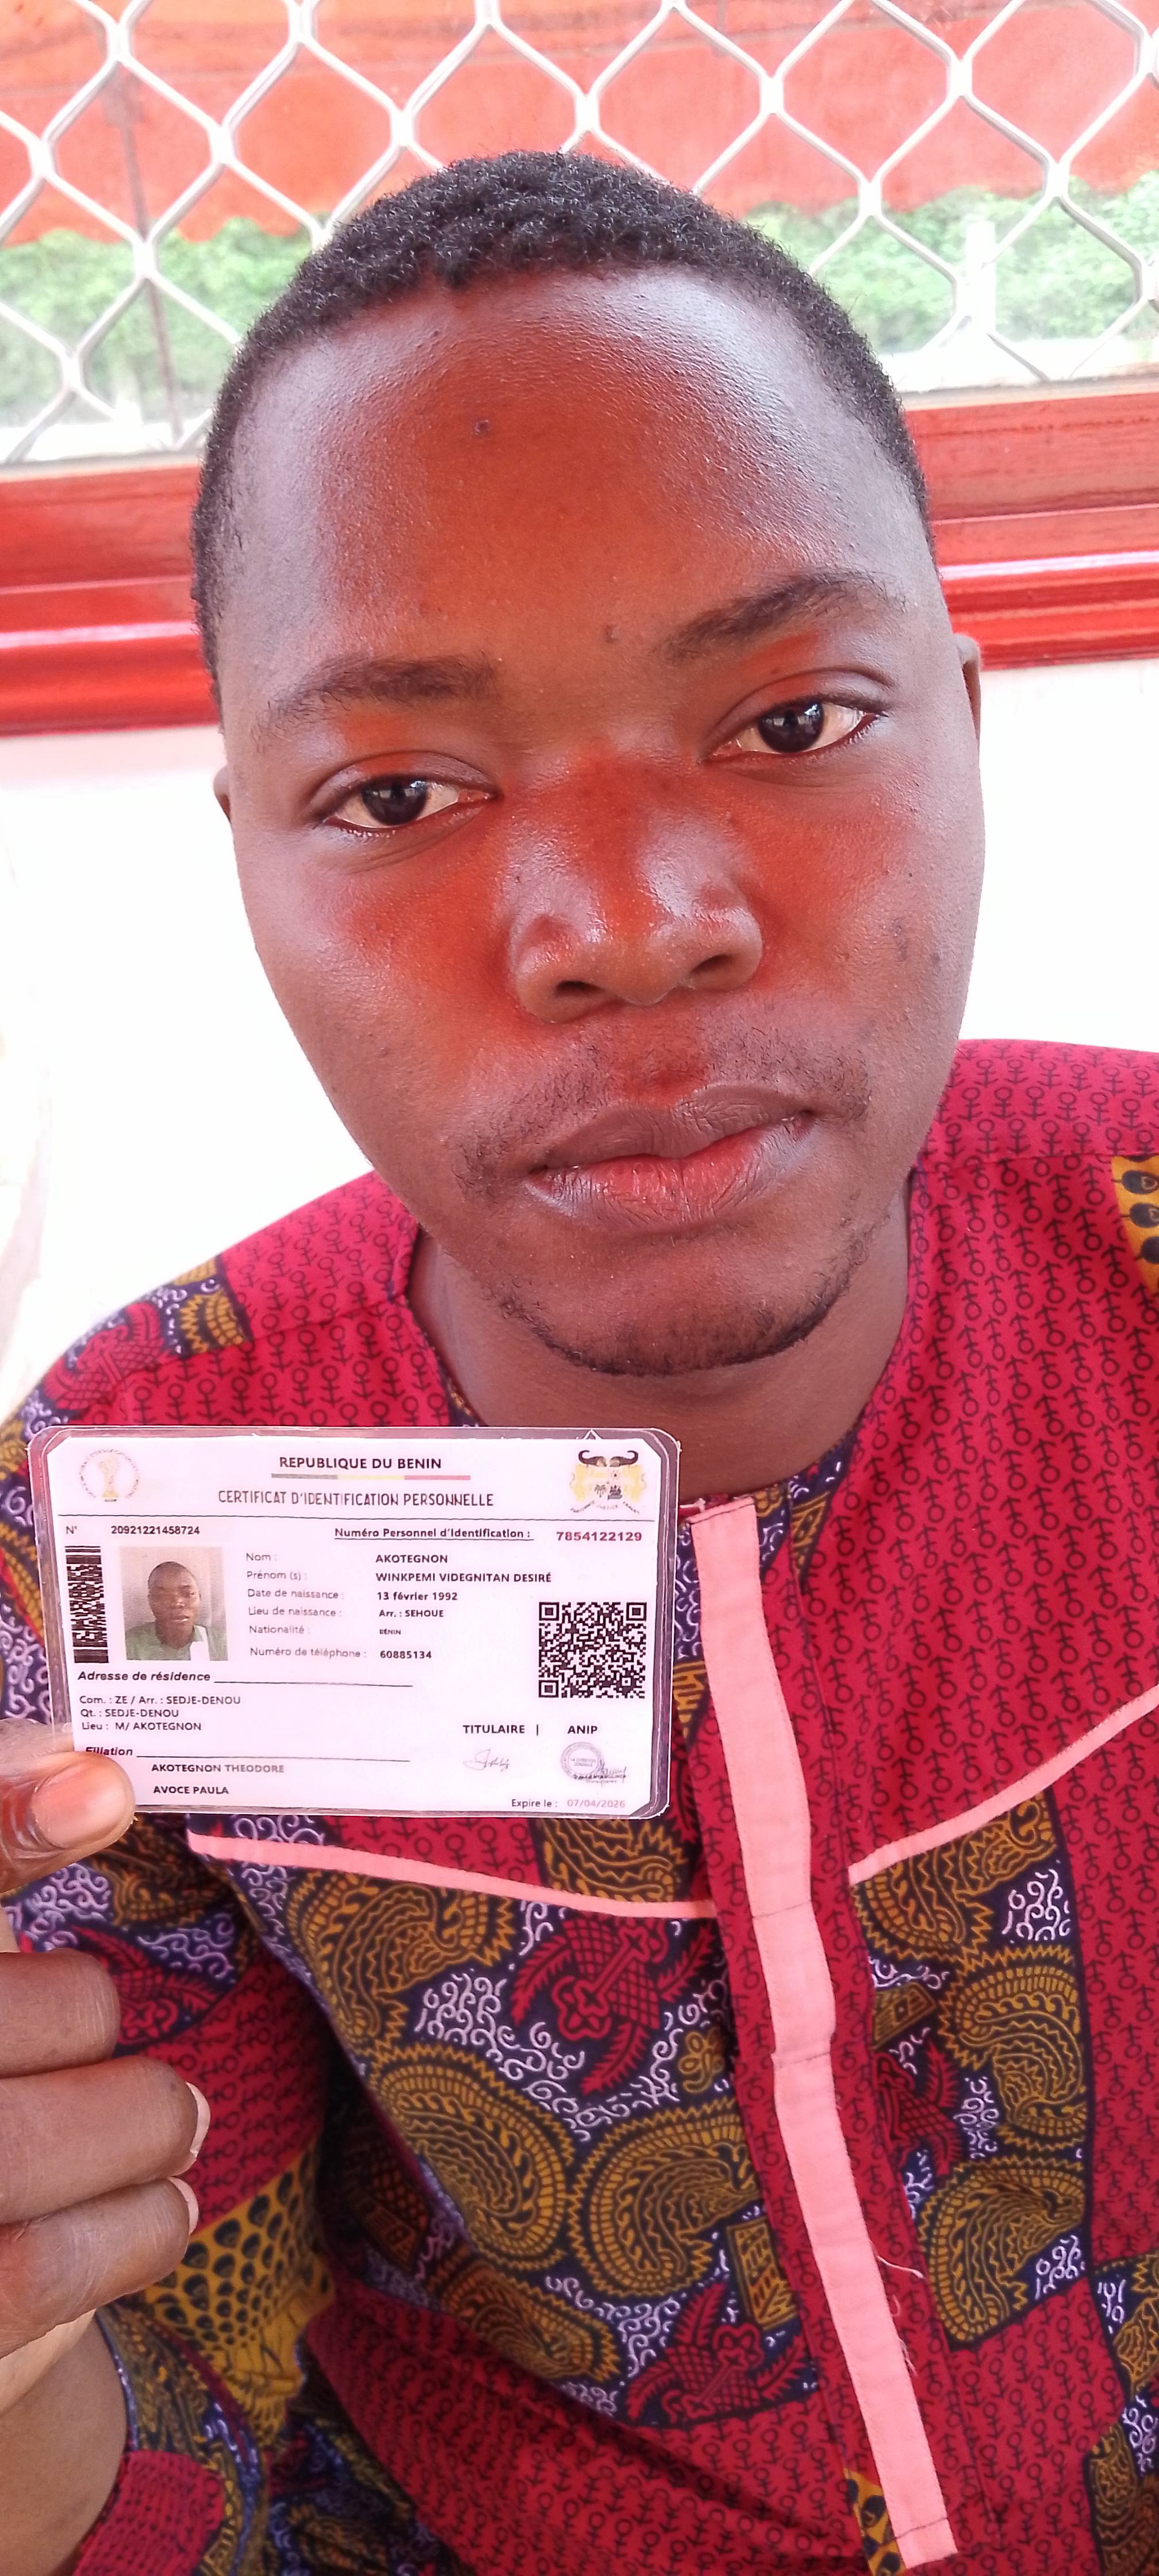 REPUBLIQUE DU BENIN
CERTIFICAT D'IDENTIFICATION PERSONNELLE
N° 20921221458724
Numéro Personnel d'Identification : 7854122129
Nom : AKOTEGNON
Prénom (s) : WINKPEMI VIDEGNITAN DESIRÉ
Date de naissance : 13 février 1992
Lieu de naissance : Arr. : SEHOUE
Nationalité : BÉNIN
Numéro de téléphone : 60885134
Adresse de résidence
Com. : ZE / Arr. : SEDJE-DENOU
Qt. : SEDJE-DENOU
Lieu : M/ AKOTEGNON
TITULAIRE | ANIP
Filiation
AKOTEGNON THEODORE
AVOCE PAULA
Expire le : 07/04/2026